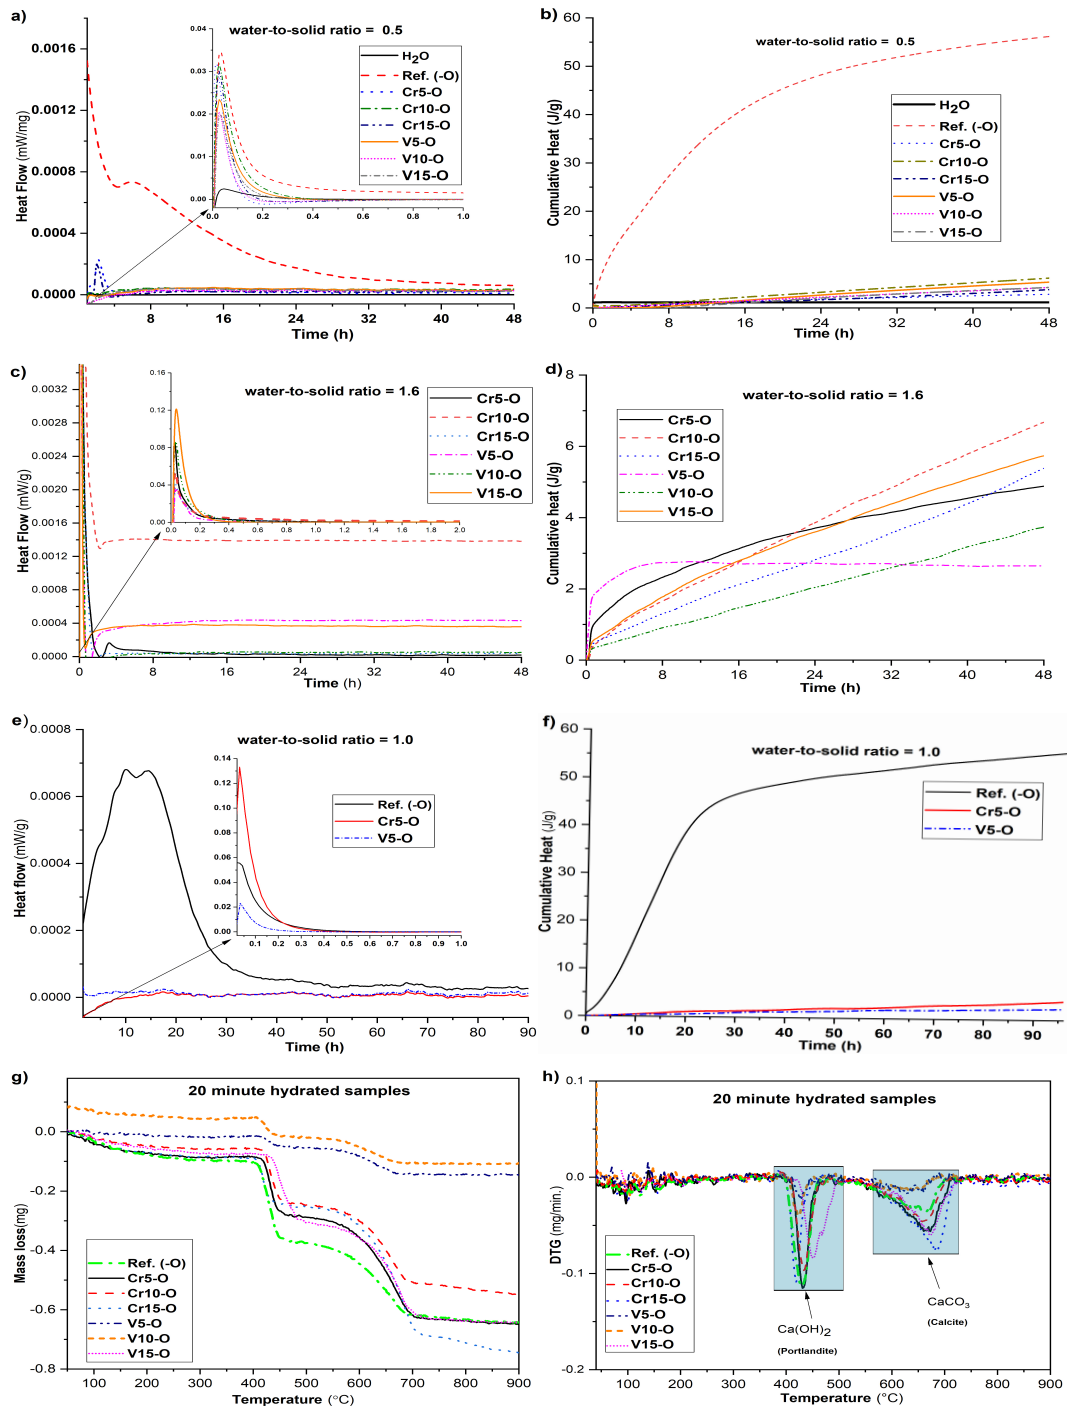 a)
water-to-solid ratio = 0.5
H2O
Ref. (-O)
Cr5-O
Cr10-O
Cr15-O
V5-O
V10-O
V15-O
0.04
0.03
0.02
0.01
0.00
0.0 0.2 0.4 0.6 0.8 1.0
0.0016
0.0012
0.0008
0.0004
0.0000
Heat Flow (mW/mg)
8 16 24 32 40 48
Time (h)
b)
water-to-solid ratio = 0.5
H2O
Ref. (-O)
Cr5-O
Cr10-O
Cr15-O
V5-O
V10-O
V15-O
60
50
40
30
20
10
0
Cumulative Heat (J/g)
0 8 16 24 32 40 48
Time (h)
c)
water-to-solid ratio = 1.6
Cr5-O
Cr10-O
Cr15-O
V5-O
V10-O
V15-O
0.16
0.12
0.08
0.04
0.00
0.0 0.2 0.4 0.6 0.8 1.0 1.2 1.4 1.6 1.8 2.0
0.0032
0.0028
0.0024
0.0020
0.0016
0.0012
0.0008
0.0004
0.0000
Heat Flow (mW/g)
0 4 8 12 16 20 24 28 32 36 40 44 48
Time (h)
d)
water-to-solid ratio = 1.6
Cr5-O
Cr10-O
Cr15-O
V5-O
V10-O
V15-O
8
6
4
2
0
Cumulative heat (J/g)
0 8 16 24 32 40 48
Time (h)
e)
water-to-solid ratio = 1.0
Ref. (-O)
Cr5-O
V5-O
0.14
0.12
0.10
0.08
0.06
0.04
0.02
0.00
0.1 0.2 0.3 0.4 0.5 0.6 0.7 0.8 0.9 1.0
0.0008
0.0006
0.0004
0.0002
0.0000
Heat flow (mW/g)
10 20 30 40 50 60 70 80 90
Time (h)
f)
water-to-solid ratio = 1.0
Ref. (-O)
Cr5-O
V5-O
60
50
40
30
20
10
0
Cumulative Heat (J/g)
0 10 20 30 40 50 60 70 80 90
Time (h)
g)
20 minute hydrated samples
Ref. (-O)
Cr5-O
Cr10-O
Cr15-O
V5-O
V10-O
V15-O
0.0
-0.2
-0.4
-0.6
-0.8
Mass loss(mg)
100 200 300 400 500 600 700 800 900
Temperature (°C)
h)
20 minute hydrated samples
Ref. (-O)
Cr5-O
Cr10-O
Cr15-O
V5-O
V10-O
V15-O
Ca(OH)2
(Portlandite)
CaCO3
(Calcite)
0.1
0.0
-0.1
-0.2
DTG (mg/min.)
100 200 300 400 500 600 700 800 900
Temperature (°C)